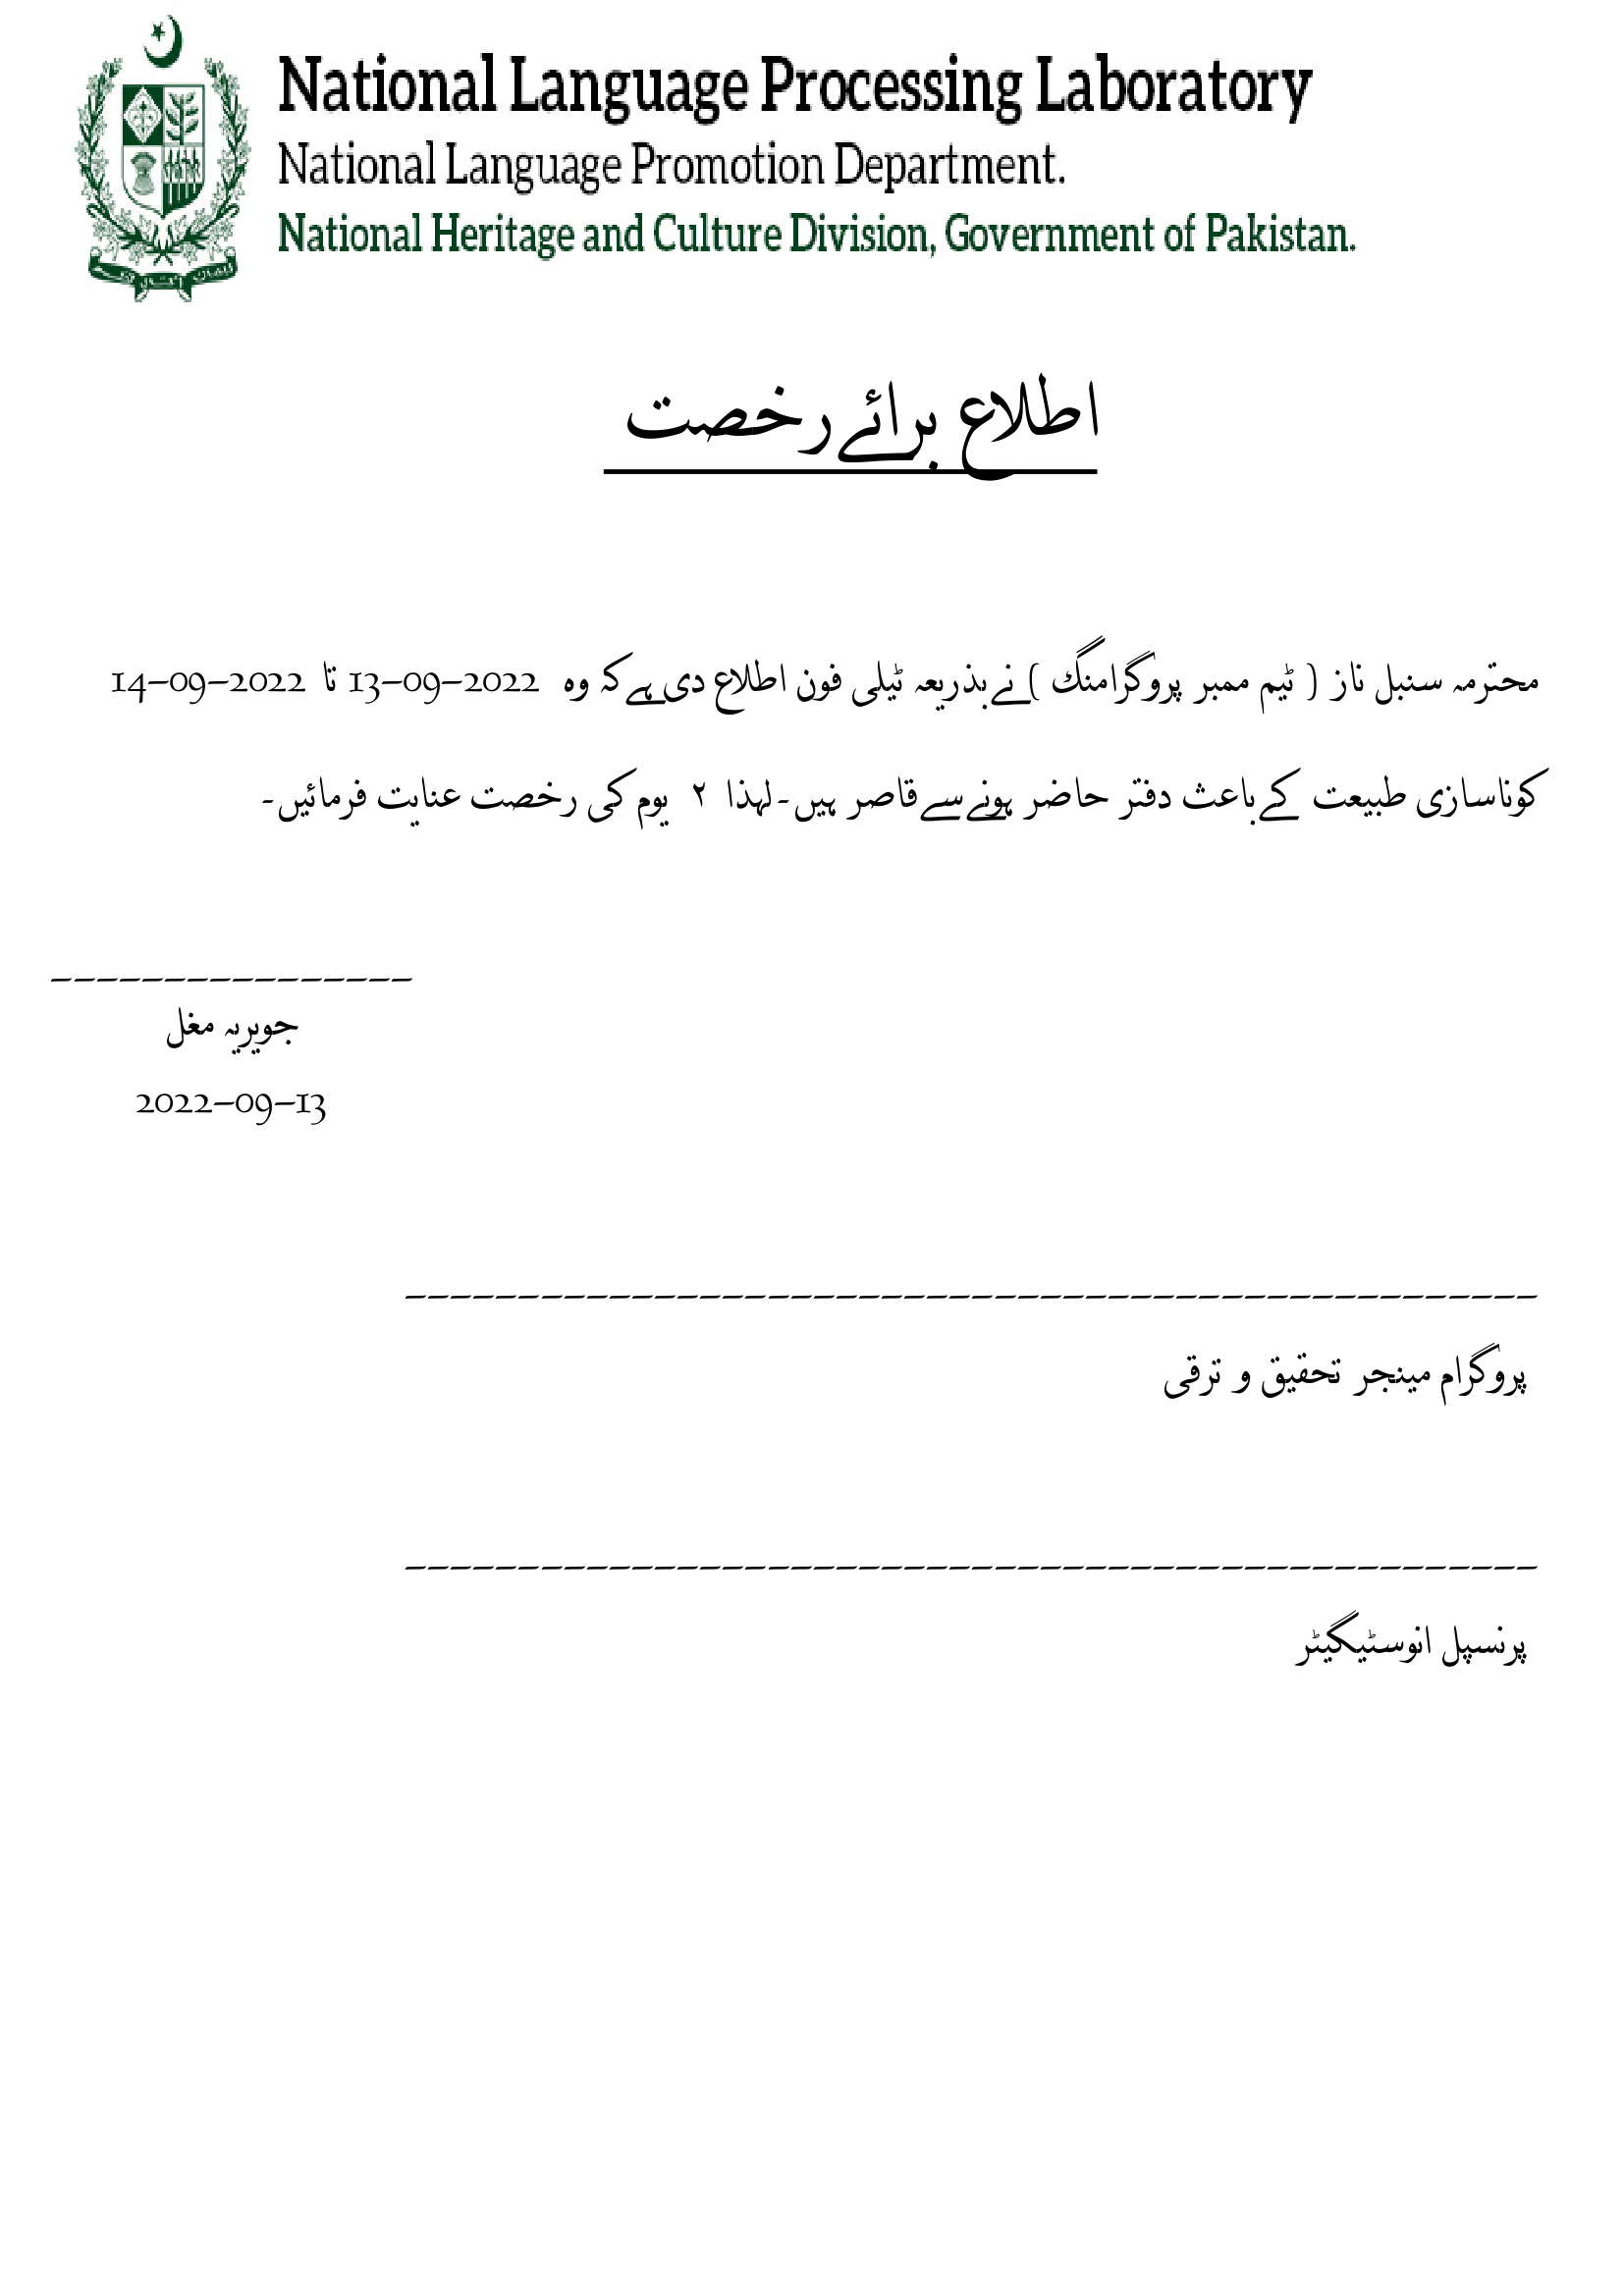 National Language Processing Laboratory
National Language Promotion Department.
National Heritage and Culture Division, Government of Pakistan.
اطلاع برائے رخصت
محترمہ سنبل ناز ( ٹیم ممبر پروگرامنگ ) نے بذریعہ ٹیلی فون اطلاع دی ہے کہ وہ 13-09-2022 تا 14-09-2022
کوناسازی طبیعت کے باعث دفتر حاضر ہونے سے قاصر ہیں۔ لہذا ۲ یوم کی رخصت عنایت فرمائیں۔
----------------
جویریہ مغل
2022-09-13
--------------------------------------------------
پروگرام مینجر تحقیق و ترقی
--------------------------------------------------
پرنسپل انوسٹیگیٹر